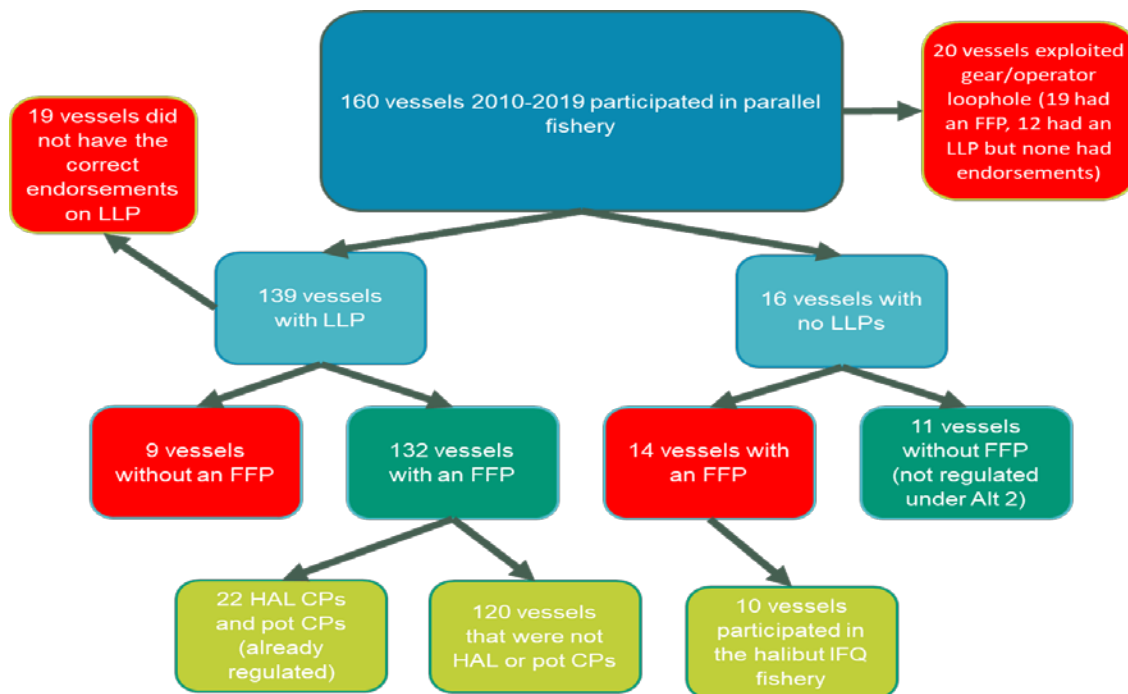 160 vessels 2010-2019 participated in parallel
fishery
20 vessels exploited
gear/operator
loophole (19 had
an FFP, 12 had an
LLP but none had
endorsements)
19 vessels did
not have the
correct
endorsements
on LLP
139 vessels
with LLP
16 vessels with
no LLPs
9 vessels
without an FFP
132 vessels
with an FFP
14 vessels with
an FFP
11 vessels
without FFP
(not regulated
under Alt 2)
22 HAL CPs
and pot CPs
(already
regulated)
120 vessels
that were not
HAL or pot CPs
10 vessels
participated in
the halibut IFQ
fishery